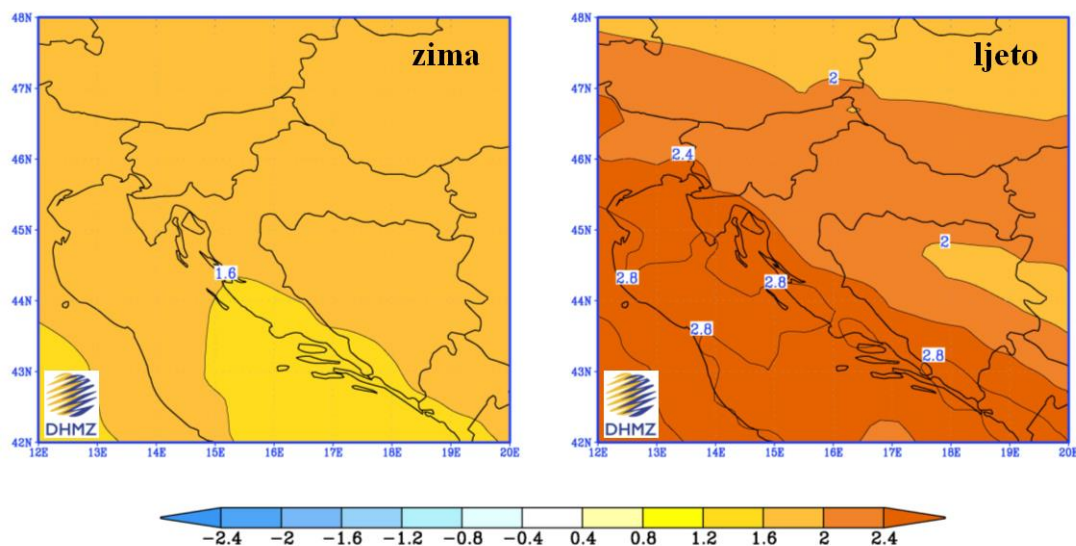 zima
48N
47N
46N
45N
44N
43N
42N
1.6
DHMZ
12E 13E 14E 15E 16E 17E 18E 19E 20E
ljeto
48N
47N
46N
45N
44N
43N
42N
2
2.4
2
2.8
2.8
2.8
2.8
DHMZ
12E 13E 14E 15E 16E 17E 18E 19E 20E
−2.4 −2 −1.6 −1.2 −0.8 −0.4 0.4 0.8 1.2 1.6 2 2.4